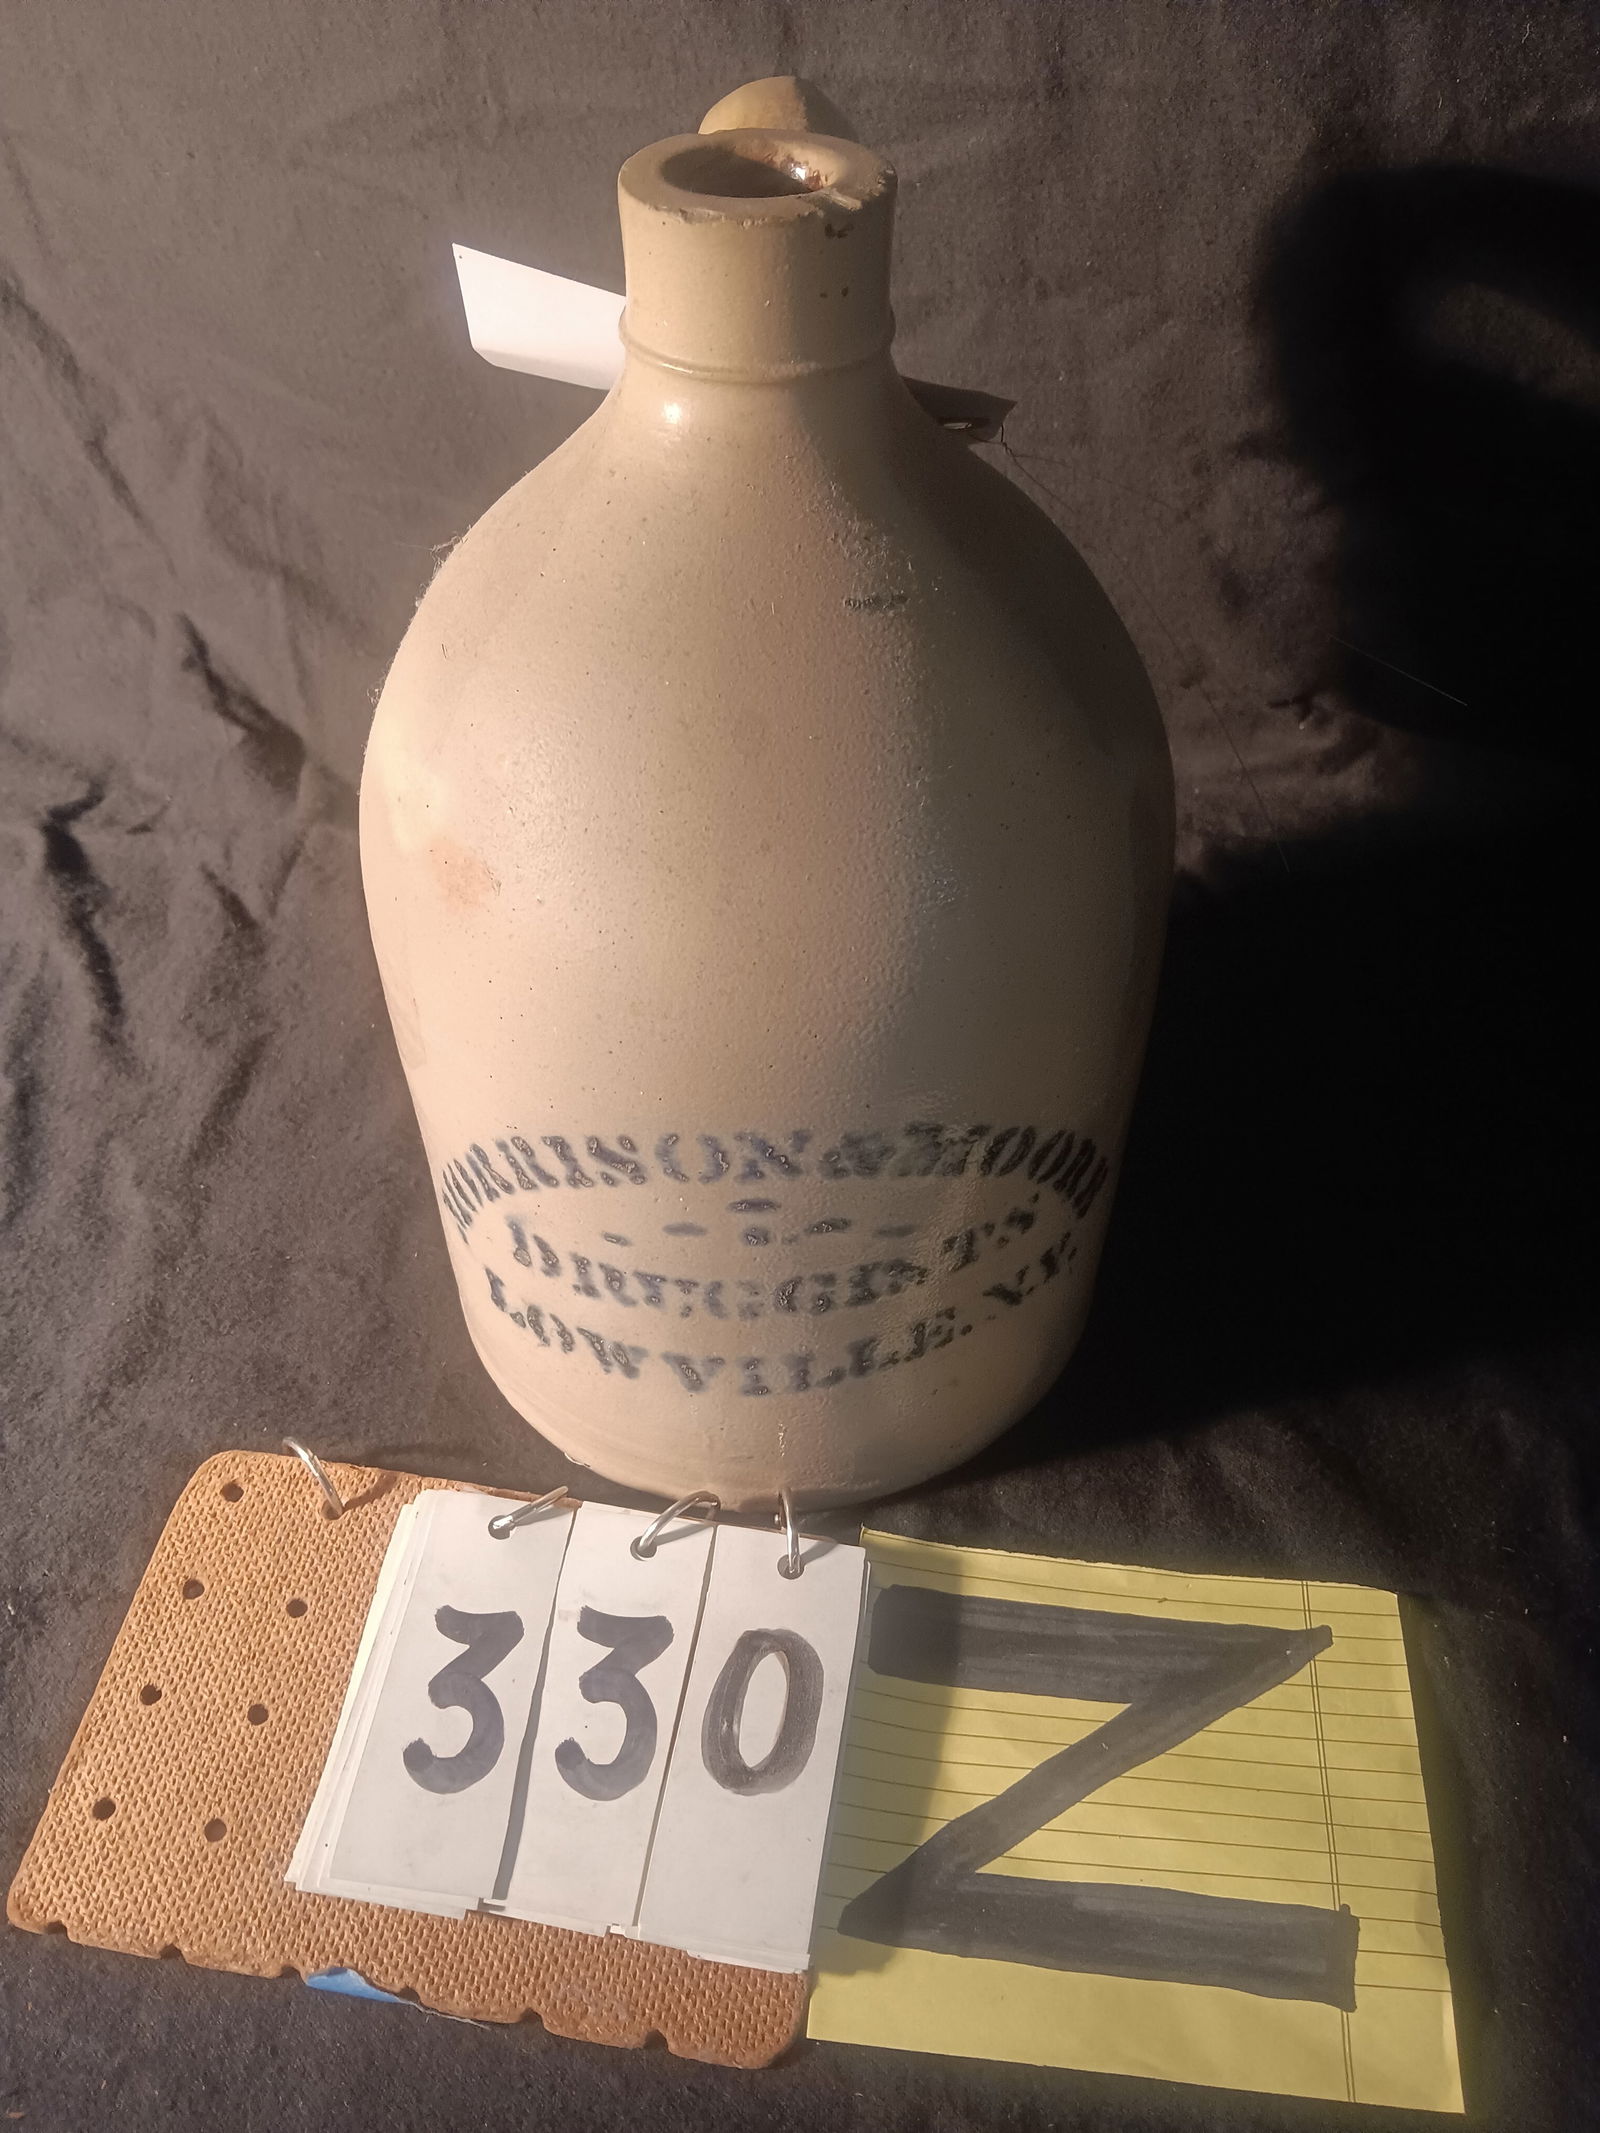 MORRISON & MOORE
DRUGGISTS
LOWVILLE. N.Y.
330
Z